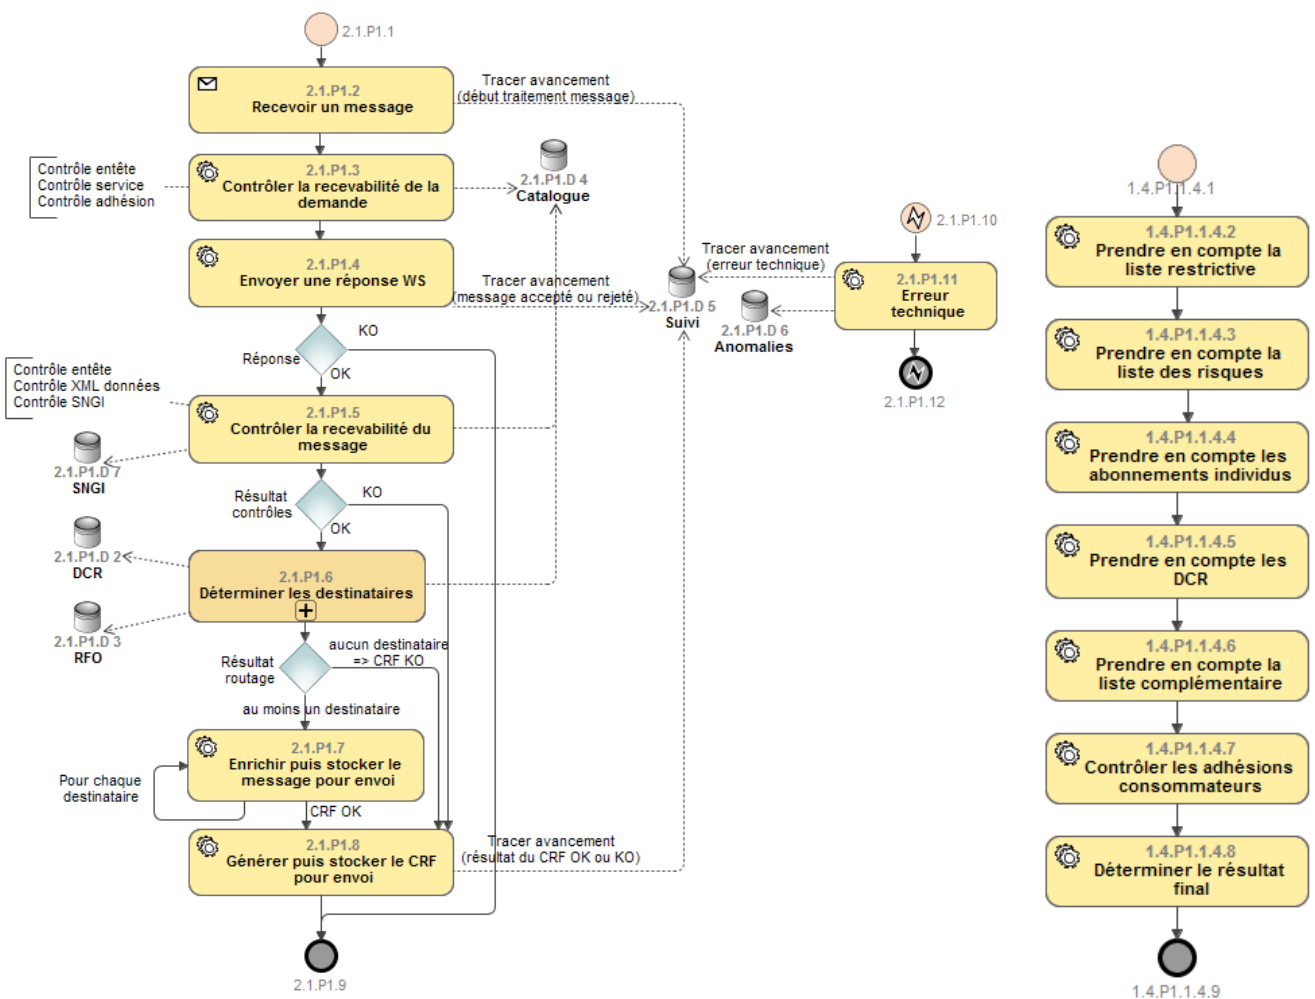 2.1.P1.1
2.1.P1.2
Recevoir un message
Tracer avancement
(début traitement message)
Contrôle entête
Contrôle service
Contrôle adhésion
2.1.P1.3
Contrôler la recevabilité de la
demande
2.1.P1.D 4
Catalogue
2.1.P1.4
Envoyer une réponse WS
Tracer avancement
(message accepté ou rejeté)
Réponse
KO
OK
Contrôle entête
Contrôle XML données
Contrôle SNGI
2.1.P1.5
Contrôler la recevabilité du
message
2.1.P1.D 7
SNGI
Résultat
contrôles
KO
OK
2.1.P1.D 2
DCR
2.1.P1.6
Déterminer les destinataires
2.1.P1.D 3
RFO
Résultat
routage
aucun destinataire
=> CRF KO
au moins un destinataire
2.1.P1.7
Enrichir puis stocker le
message pour envoi
Pour chaque
destinataire
CRF OK
2.1.P1.8
Générer puis stocker le CRF
pour envoi
Tracer avancement
(résultat du CRF OK ou KO)
2.1.P1.9
2.1.P1.10
Tracer avancement
(erreur technique)
2.1.P1.11
Erreur
technique
2.1.P1.D 5
Suivi
2.1.P1.D 6
Anomalies
2.1.P1.12
1.4.P1.1.4.1
1.4.P1.1.4.2
Prendre en compte la
liste restrictive
1.4.P1.1.4.3
Prendre en compte la
liste des risques
1.4.P1.1.4.4
Prendre en compte les
abonnements individus
1.4.P1.1.4.5
Prendre en compte les
DCR
1.4.P1.1.4.6
Prendre en compte la
liste complémentaire
1.4.P1.1.4.7
Contrôler les adhésions
consommateurs
1.4.P1.1.4.8
Déterminer le résultat
final
1.4.P1.1.4.9